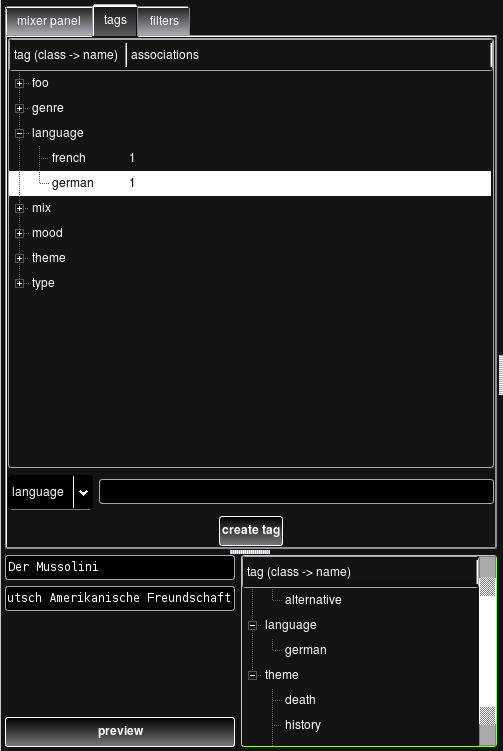 mixer panel tags filters
tag (class -> name) associations
foo
genre
language
french 1
german 1
mix
mood
theme
type
language
create tag
Der Mussolini
utsch Amerikanische Freundschaft
preview
tag (class -> name)
alternative
language
german
theme
death
history